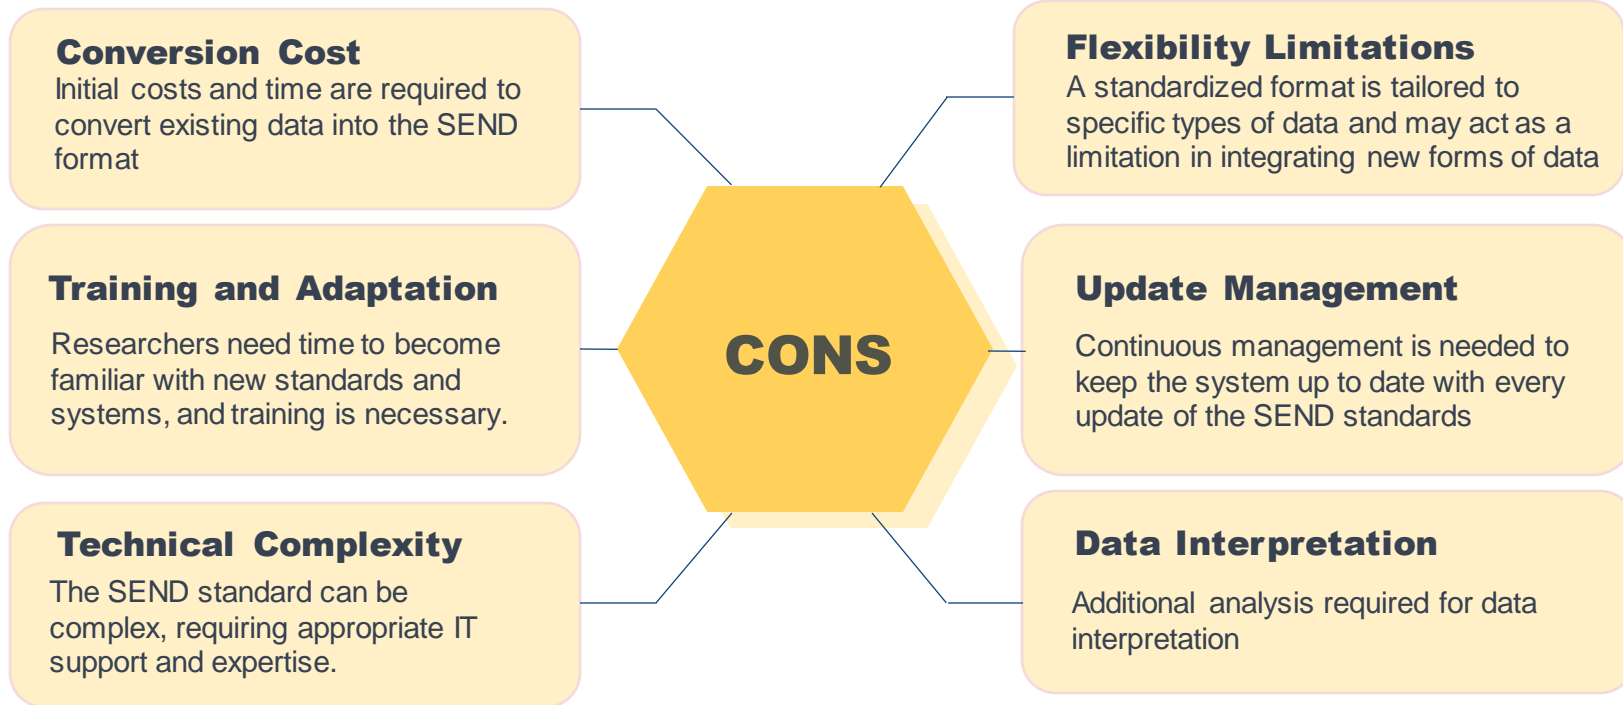 Conversion Cost
Initial costs and time are required to
convert existing data into the SEND
format
Training and Adaptation
Researchers need time to become
familiar with new standards and
systems, and training is necessary.
Technical Complexity
The SEND standard can be
complex, requiring appropriate IT
support and expertise.
CONS
Flexibility Limitations
A standardized format is tailored to
specific types of data and may act as a
limitation in integrating new forms of data
Update Management
Continuous management is needed to
keep the system up to date with every
update of the SEND standards
Data Interpretation
Additional analysis required for data
interpretation